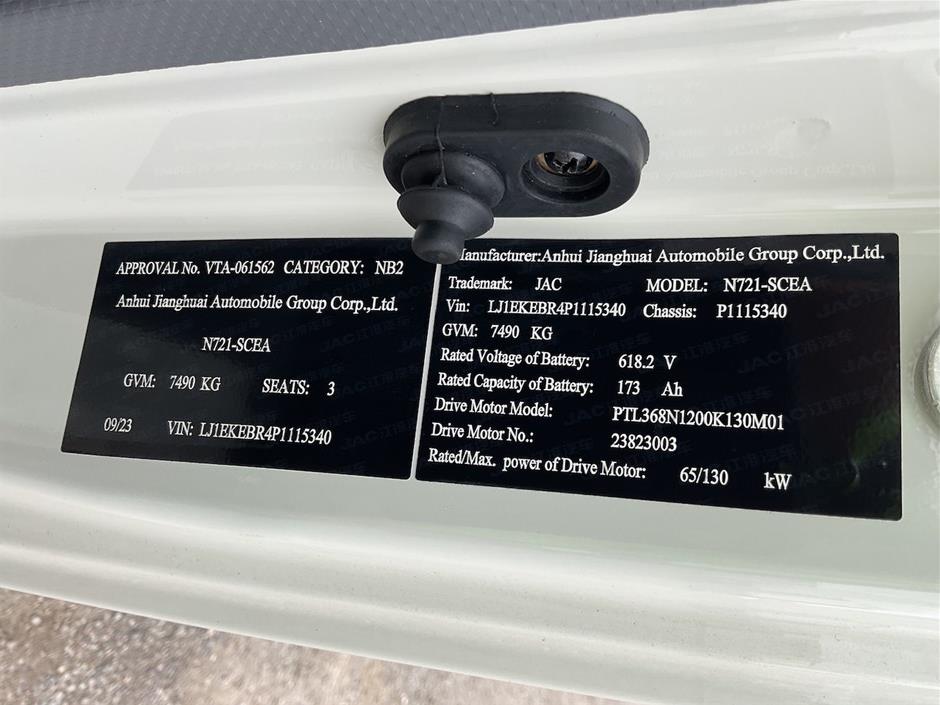 APPROVAL No. VTA-061562 CATEGORY: NB2
Anhui Jianghuai Automobile Group Corp.,Ltd.
N721-SCEA
GVM: 7490 KG SEATS: 3
09/23 VIN: LJ1EKEBR4P1115340
Manufacturer:Anhui Jianghuai Automobile Group Corp.,Ltd.
Trademark: JAC MODEL: N721-SCEA
Vin: LJ1EKEBR4P1115340 Chassis: P1115340
GVM: 7490 KG
Rated Voltage of Battery: 618.2 V
Rated Capacity of Battery: 173 Ah
Drive Motor Model: PTL368N1200K130M01
Drive Motor No.: 23823003
Rated/Max. power of Drive Motor: 65/130 kW